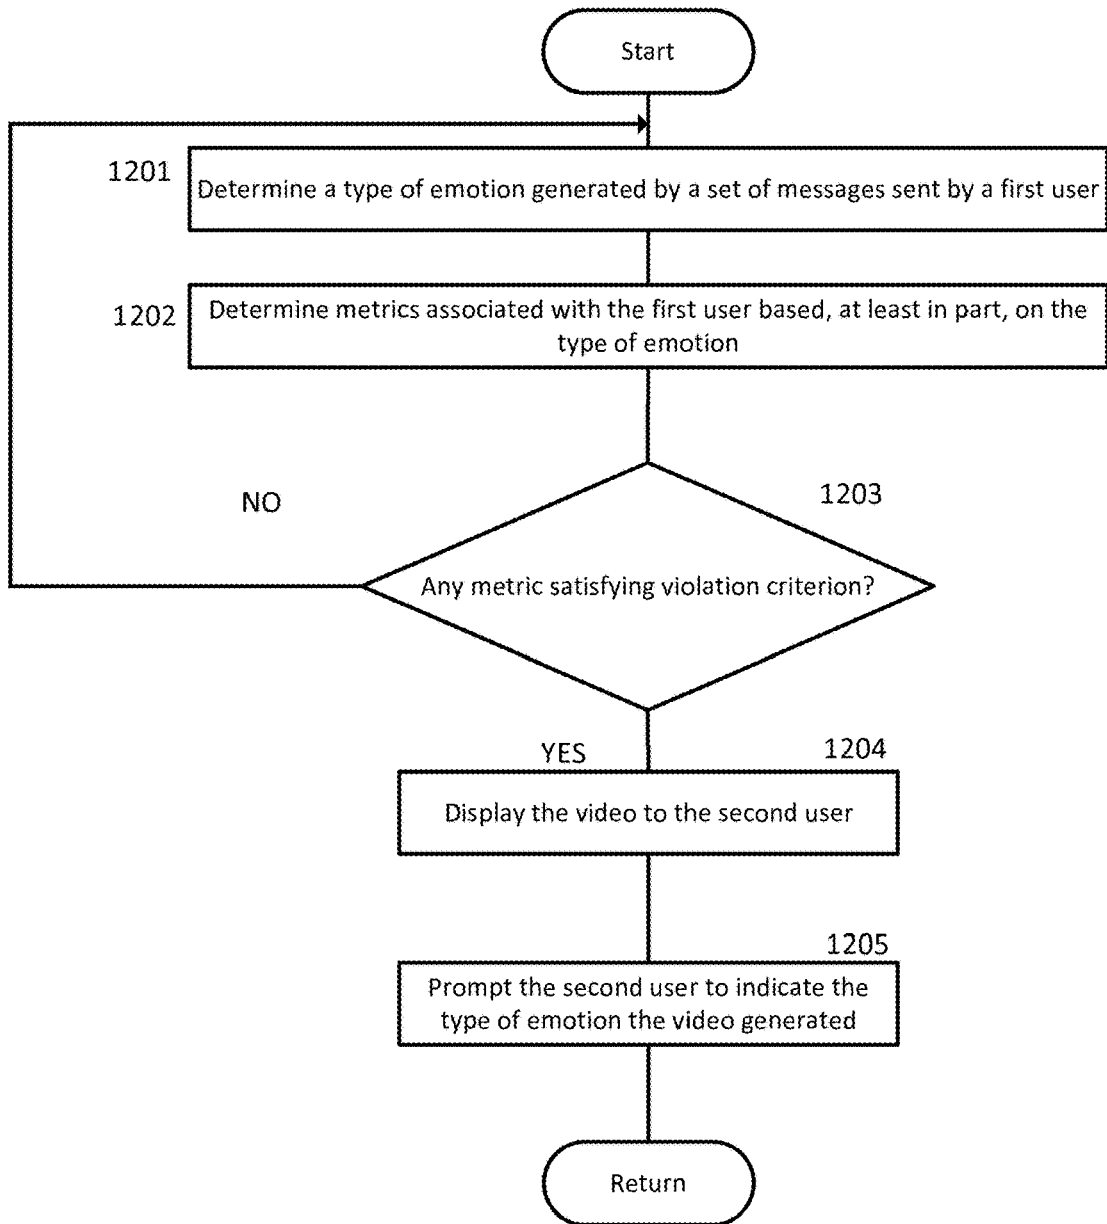 Start
1201
Determine a type of emotion generated by a set of messages sent by a first user
1202
Determine metrics associated with the first user based, at least in part, on the
type of emotion
1203
NO
Any metric satisfying violation criterion?
YES
1204
Display the video to the second user
1205
Prompt the second user to indicate the
type of emotion the video generated
Return